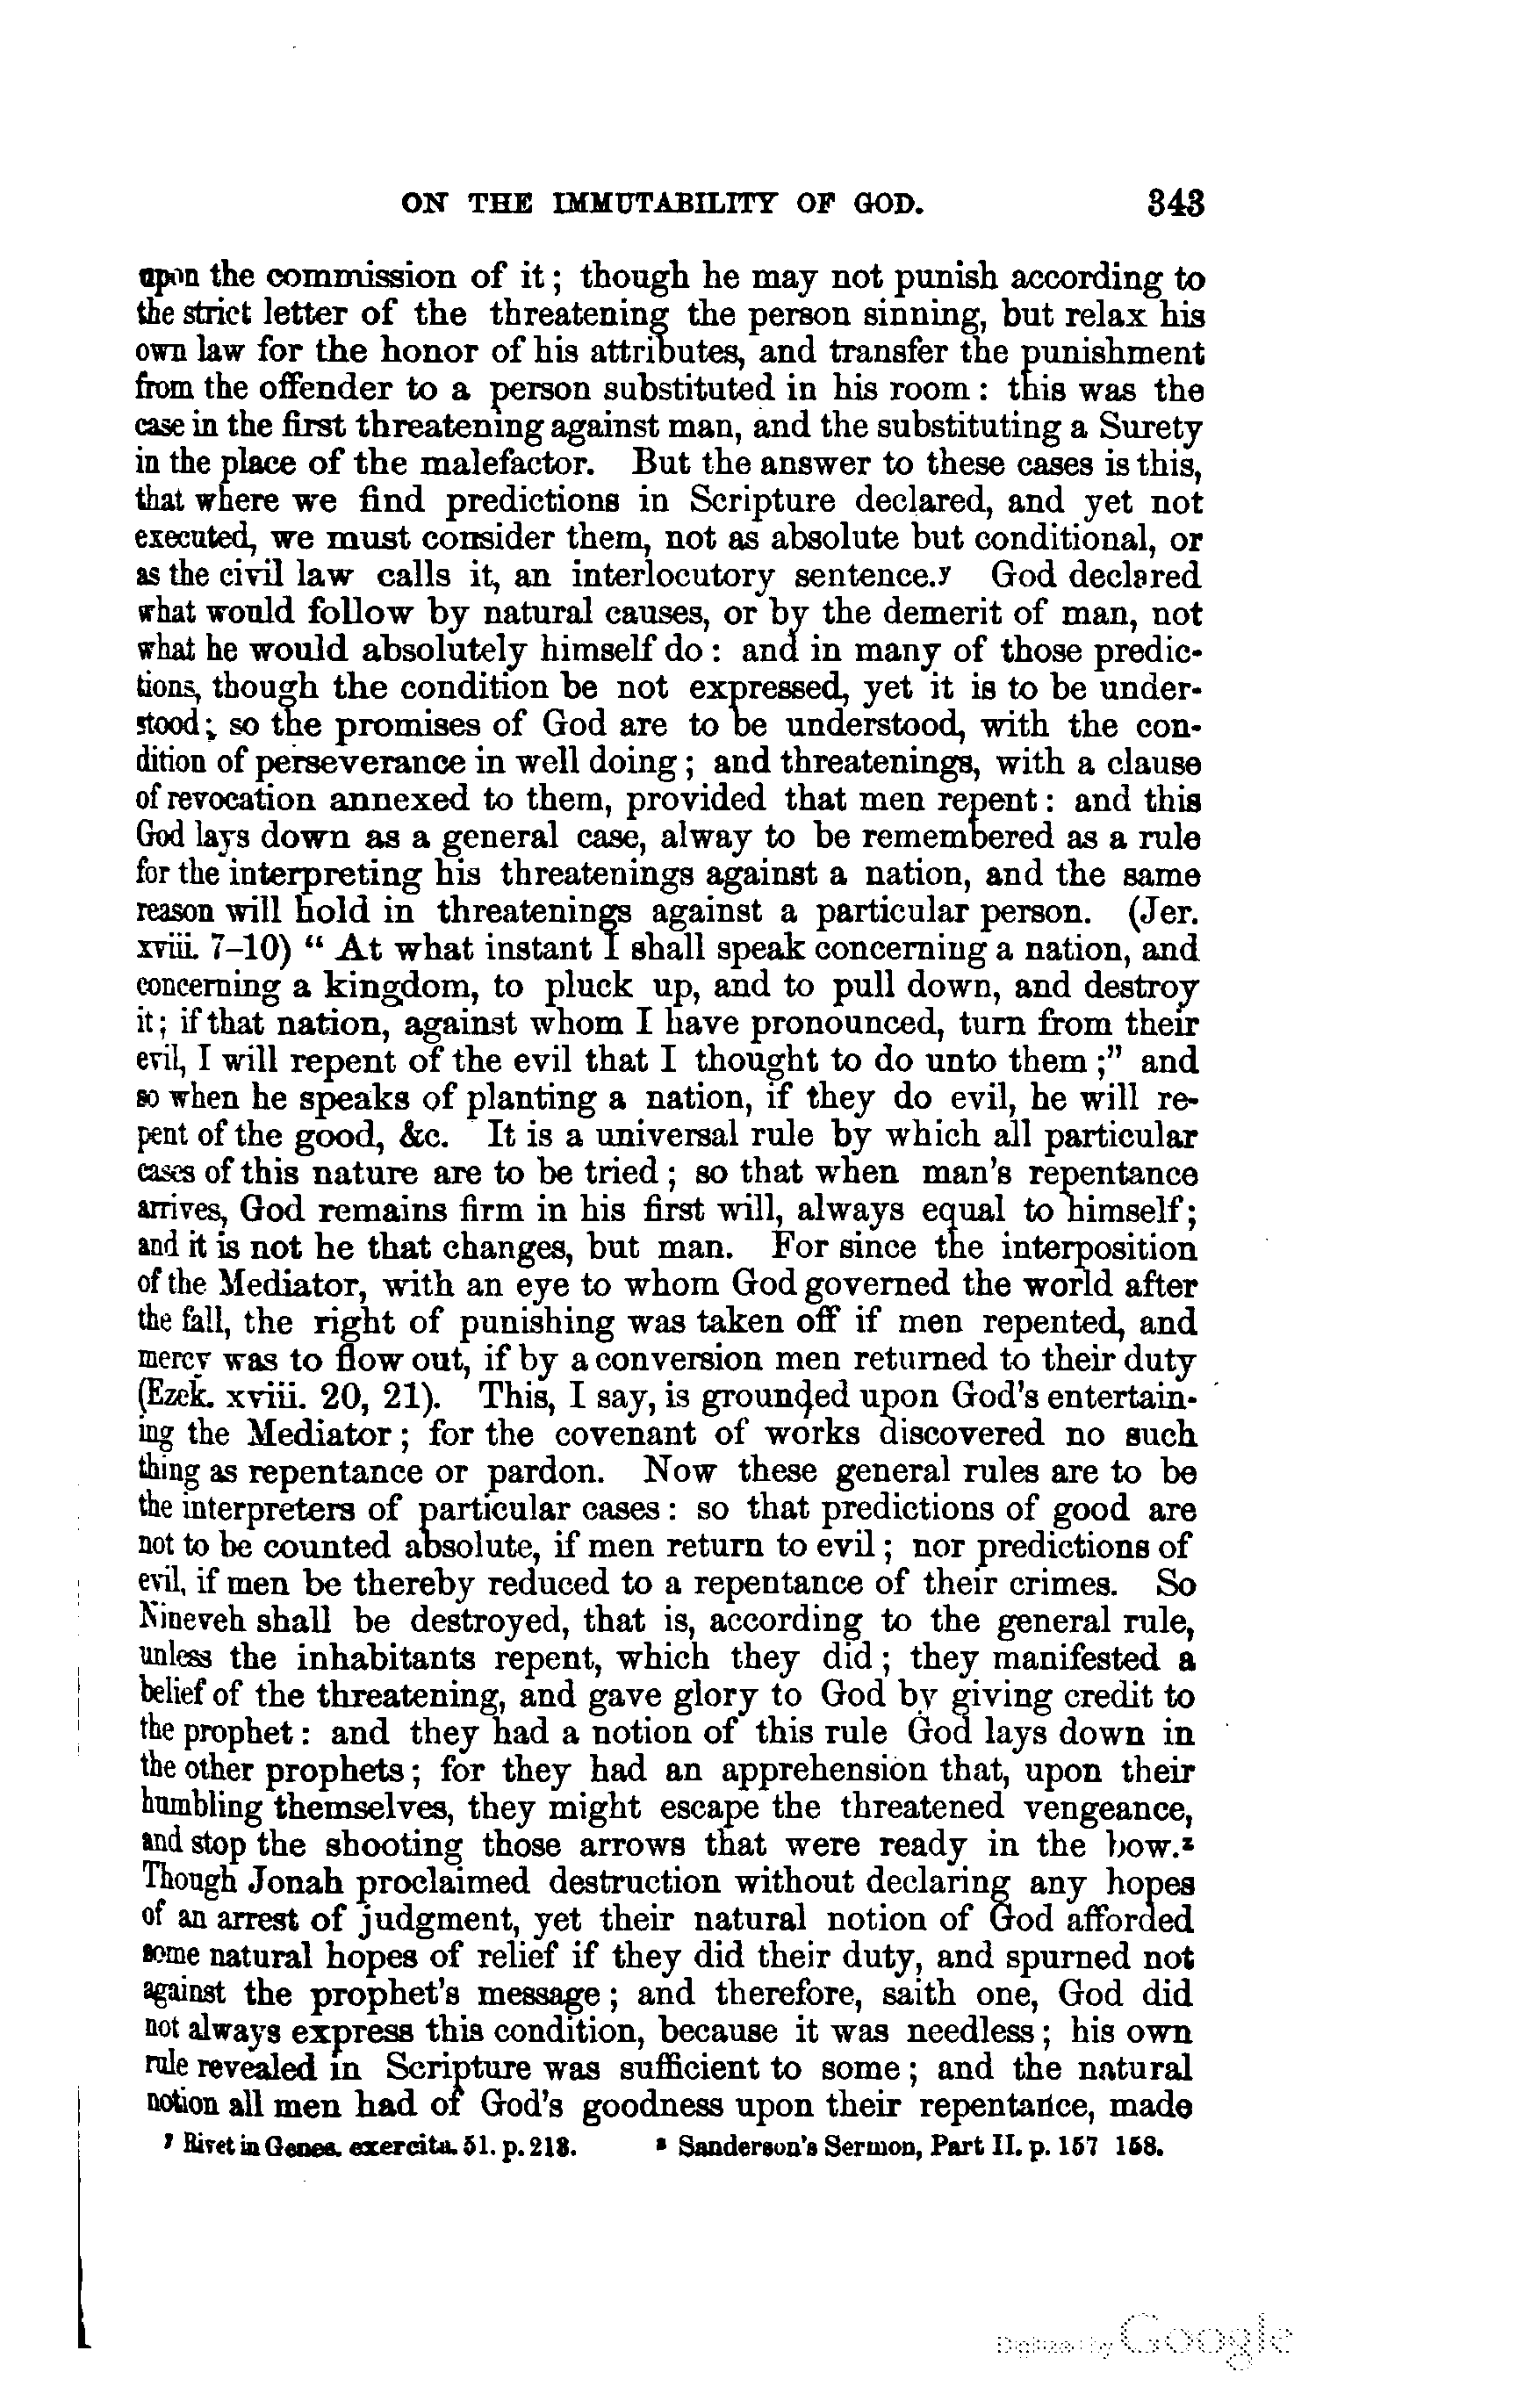 ON THE IMMUTABILITY OF GOD. 343
upon the commission of it; though he may not punish according to
the strict letter of the threatening the person sinning, but relax his
own law for the honor of his attributes, and transfer the punishment
from the offender to a person substituted in his room: this was the
case in the first threatening against man, and the substituting a Surety
in the place of the malefactor. But the answer to these cases is this,
that where we find predictions in Scripture declared, and yet not
executed, we must consider them, not as absolute but conditional, or
as the civil law calls it, an interlocutory sentence.y God declared
what would follow by natural causes, or by the demerit of man, not
what he would absolutely himself do: and in many of those predic-
tions, though the condition be not expressed, yet it is to be under-
stood; so the promises of God are to be understood, with the con-
dition of perseverance in well doing; and threatenings, with a clause
of revocation annexed to them, provided that men repent: and this
God lays down as a general case, alway to be remembered as a rule
for the interpreting his threatenings against a nation, and the same
reason will hold in threatenings against a particular person. (Jer.
xviii. 7-10) “ At what instant I shall speak concerning a nation, and
concerning a kingdom, to pluck up, and to pull down, and destroy
it; if that nation, against whom I have pronounced, turn from their
evil, I will repent of the evil that I thought to do unto them;” and
so when he speaks of planting a nation, if they do evil, he will re-
pent of the good, &c. It is a universal rule by which all particular
cases of this nature are to be tried; so that when man's repentance
arrives, God remains firm in his first will, always equal to himself;
and it is not he that changes, but man. For since the interposition
of the Mediator, with an eye to whom God governed the world after
the fall, the right of punishing was taken off if men repented, and
mercy was to flow out, if by a conversion men returned to their duty
(Ezek. xviii. 20, 21). This, I say, is grounded upon God's entertain-
ing the Mediator; for the covenant of works discovered no such
thing as repentance or pardon. Now these general rules are to be
the interpreters of particular cases: so that predictions of good are
not to be counted absolute, if men return to evil; nor predictions of
evil, if men be thereby reduced to a repentance of their crimes. So
Nineveh shall be destroyed, that is, according to the general rule,
unless the inhabitants repent, which they did; they manifested a
belief of the threatening, and gave glory to God by giving credit to
the prophet: and they had a notion of this rule God lays down in
the other prophets; for they had an apprehension that, upon their
humbling themselves, they might escape the threatened vengeance,
and stop the shooting those arrows that were ready in the bow.z
Though Jonah proclaimed destruction without declaring any hopes
of an arrest of judgment, yet their natural notion of God afforded
some natural hopes of relief if they did their duty, and spurned not
against the prophet's message; and therefore, saith one, God did
not always express this condition, because it was needless; his own
rule revealed in Scripture was sufficient to some; and the natural
notion all men had of God's goodness upon their repentance, made
y Rivet in Genes. exercita. 51. p. 213. z Sanderson's Sermon, Part II. p. 157 158.
Digitized by Google